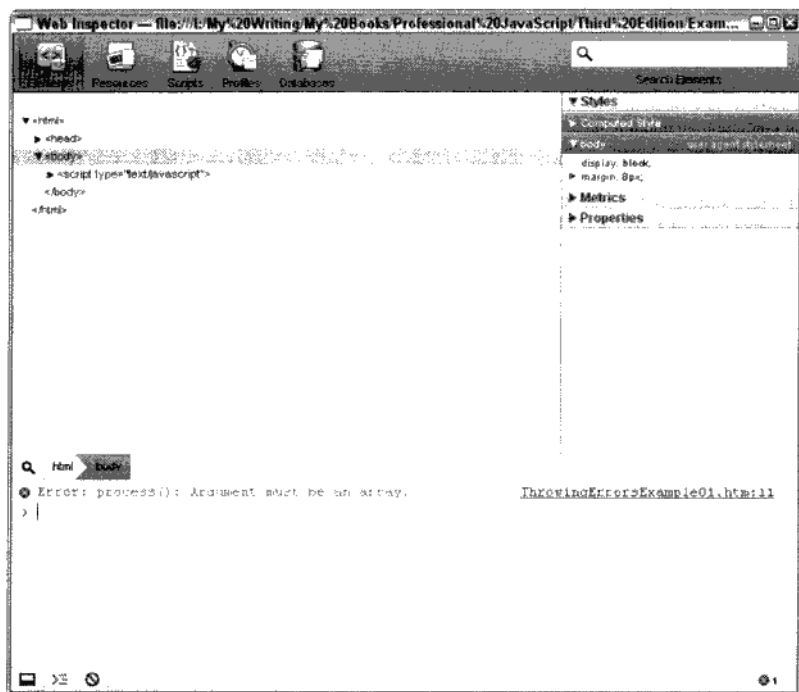 Web Inspector — file:///L:/My%20Writing/My%20Books/Professional%20JavaScript/Third%20Edition/Exam...
Elements Resources Scripts Profiles Databases
Search Elements
▼ Styles
▶ Computed Style
▼ body user agent stylesheet
display: block;
▶ margin: 8px;
▶ Metrics
▶ Properties
▼ <html>
▶ <head>
▼ <body>
▶ <script type="text/javascript">
</body>
</html>
html body
Error: process(): Argument must be an array. ThrowingErrorsExample01.htm:11
>
1